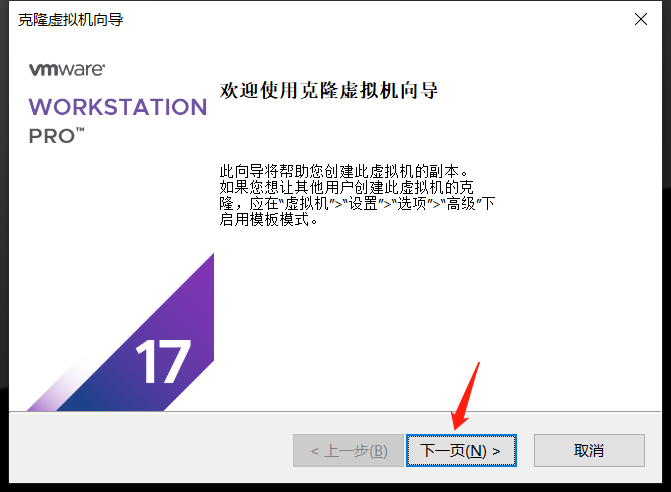 克隆虚拟机向导
vmware®
WORKSTATION
PRO™
欢迎使用克隆虚拟机向导
此向导将帮助您创建此虚拟机的副本。
如果您想让其他用户创建此虚拟机的克
隆，应在“虚拟机”>“设置”>“选项”>“高级”下
启用模板模式。
17
< 上一步(B)
下一页(N) >
取消